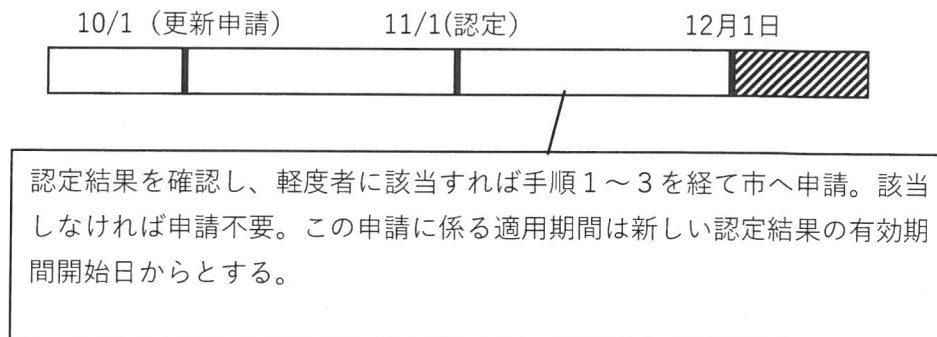 10/1（更新申請） 11/1(認定） 12月1日
認定結果を確認し、軽度者に該当すれば手順１～３を経て市へ申請。該当
しなければ申請不要。この申請に係る適用期間は新しい認定結果の有効期
間開始日からとする。